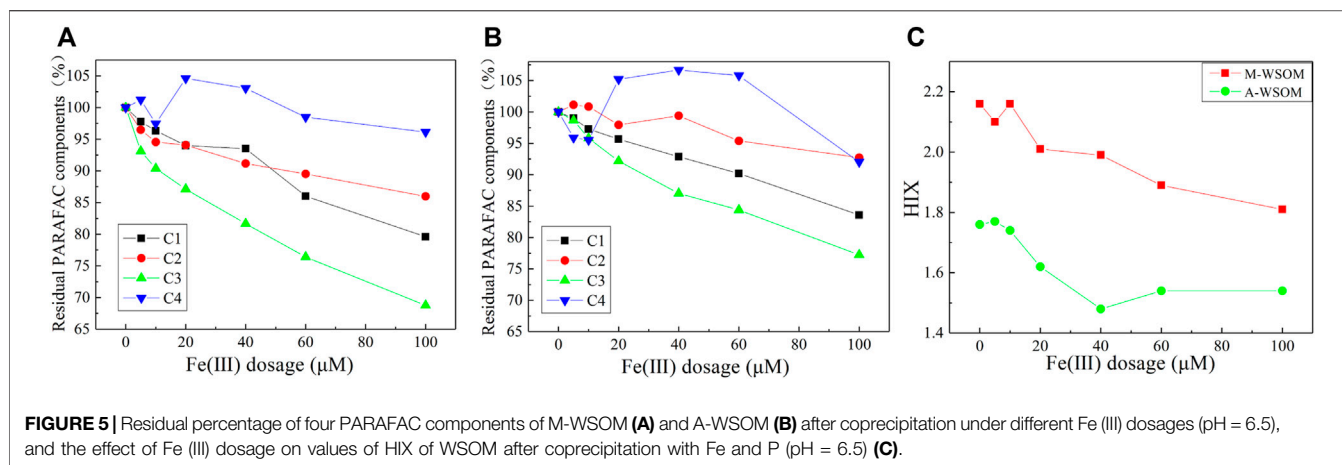 A
Residual PARAFAC components (%)
105
100
95
90
85
80
75
70
65
C1
C2
C3
C4
0 20 40 60 80 100
Fe(III) dosage (μM)
B
Residual PARAFAC components (%)
105
100
95
90
85
80
75
70
65
C1
C2
C3
C4
0 20 40 60 80 100
Fe(III) dosage (μM)
C
HIX
2.2
2.0
1.8
1.6
1.4
M-WSOM
A-WSOM
0 20 40 60 80 100
Fe(III) dosage (μM)
FIGURE 5 | Residual percentage of four PARAFAC components of M-WSOM (A) and A-WSOM (B) after coprecipitation under different Fe (III) dosages (pH = 6.5),
and the effect of Fe (III) dosage on values of HIX of WSOM after coprecipitation with Fe and P (pH = 6.5) (C).